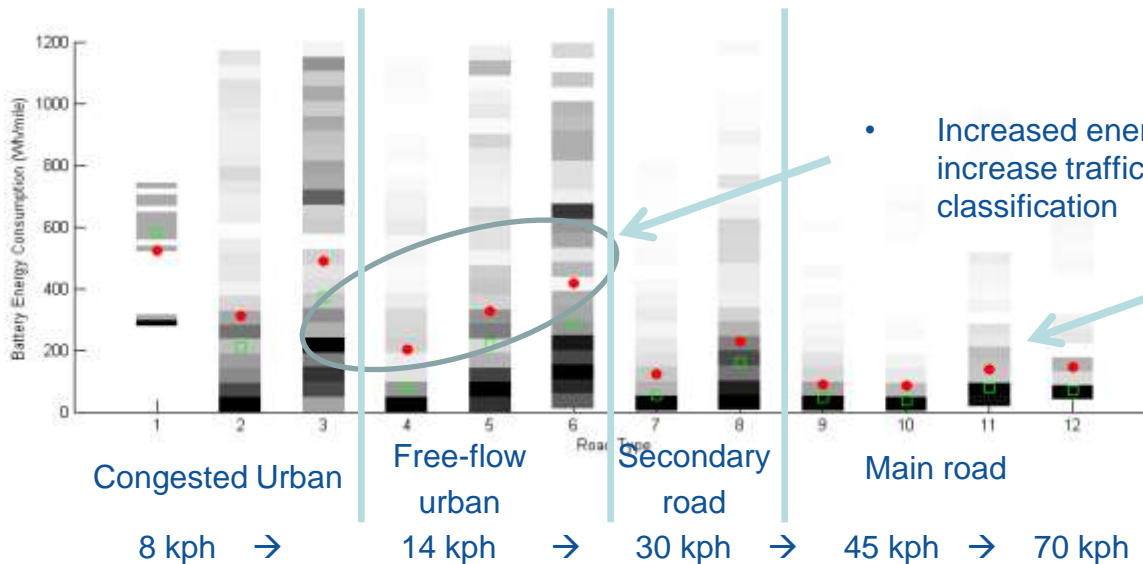 1200
1000
800
600
400
200
0
Battery Energy Consumption (Wh/mile)
1 2 3 4 5 6 7 8 9 10 11 12
Road Type
• Increased ener
increase traffic
classification
Congested Urban
Free-flow
urban
Secondary
road
Main road
8 kph → 14 kph → 30 kph → 45 kph → 70 kph